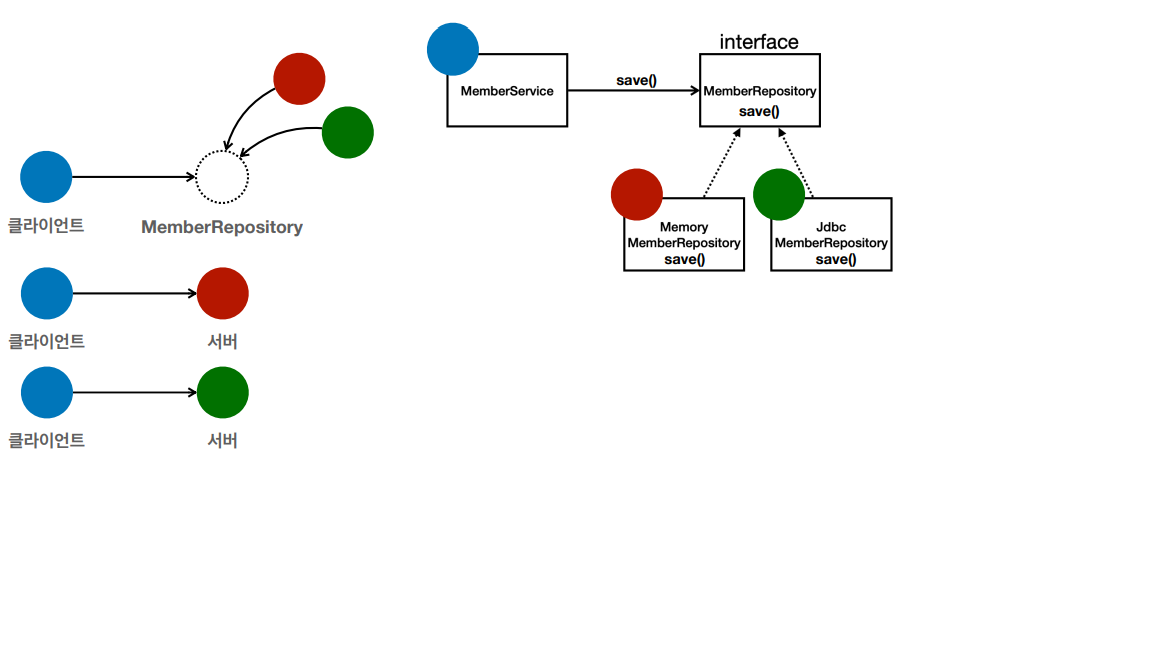 클라이언트
MemberRepository
클라이언트
서버
클라이언트
서버
interface
MemberService
save()
MemberRepository
save()
Memory
MemberRepository
save()
Jdbc
MemberRepository
save()